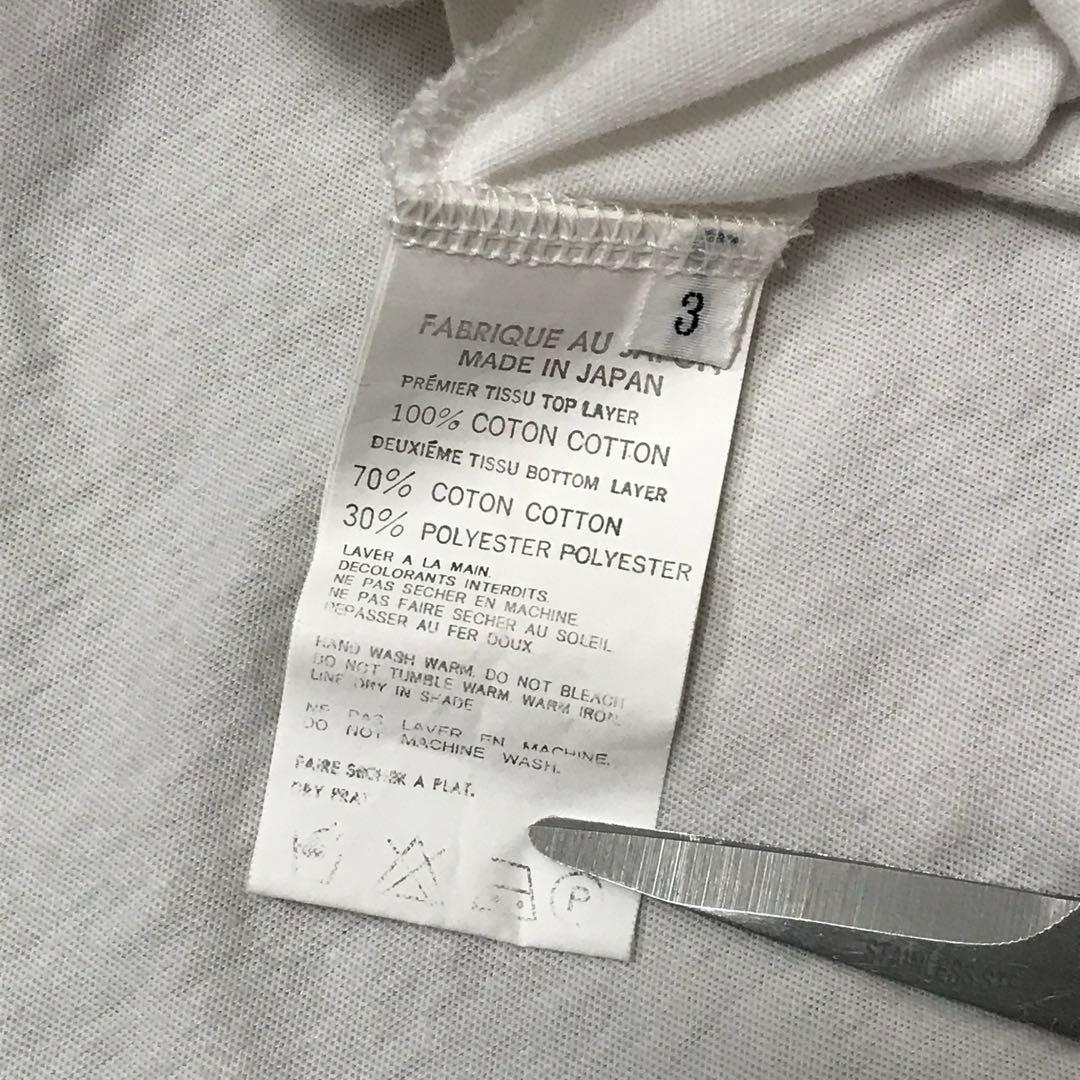 3
FABRIQUE AU JAPON,
MADE IN JAPAN
PRÉMIER TISSU TOP LAYER
100% COTON COTTON
DEUXIÉME TISSU BOTTOM LAYER
70% COTON COTTON
30% POLYESTER POLYESTER
LAVER A LA MAIN.
DECOLORANTS INTERDITS.
NE PAS SECHER EN MACHINE.
NE PAS FAIRE SECHER AU SOLEIL.
DEPASSER AU FER DOUX.
HAND WASH WARM, DO NOT BLEACH
DO NOT TUMBLE WARM, WARM IRON,
LINE DRY IN SHADE
NE PAS LAVER EN MACHINE.
DO NOT MACHINE WASH.
FAIRE SECHER A PLAT.
DRY
P
STAINLESS